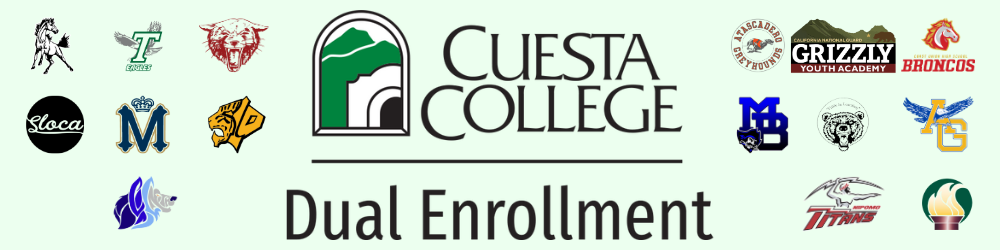 T
EAGLES
Sloca
M
CUESTA
COLLEGE
Dual Enrollment
ATASCADERO
GREYHOUNDS
CALIFORNIA NATIONAL GUARD
GRIZZLY
YOUTH ACADEMY
BRONCOS
MB
AG
NIPOMO
TITANS